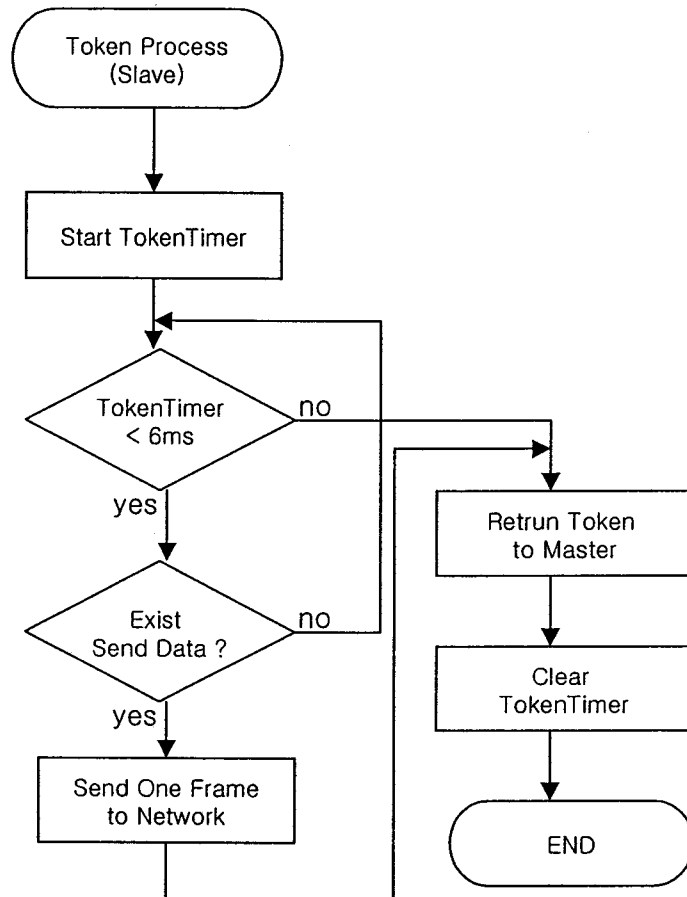 Token Process
(Slave)
Start TokenTimer
TokenTimer
< 6ms
no
yes
Retrun Token
to Master
Exist
Send Data ?
no
yes
Clear
TokenTimer
Send One Frame
to Network
END